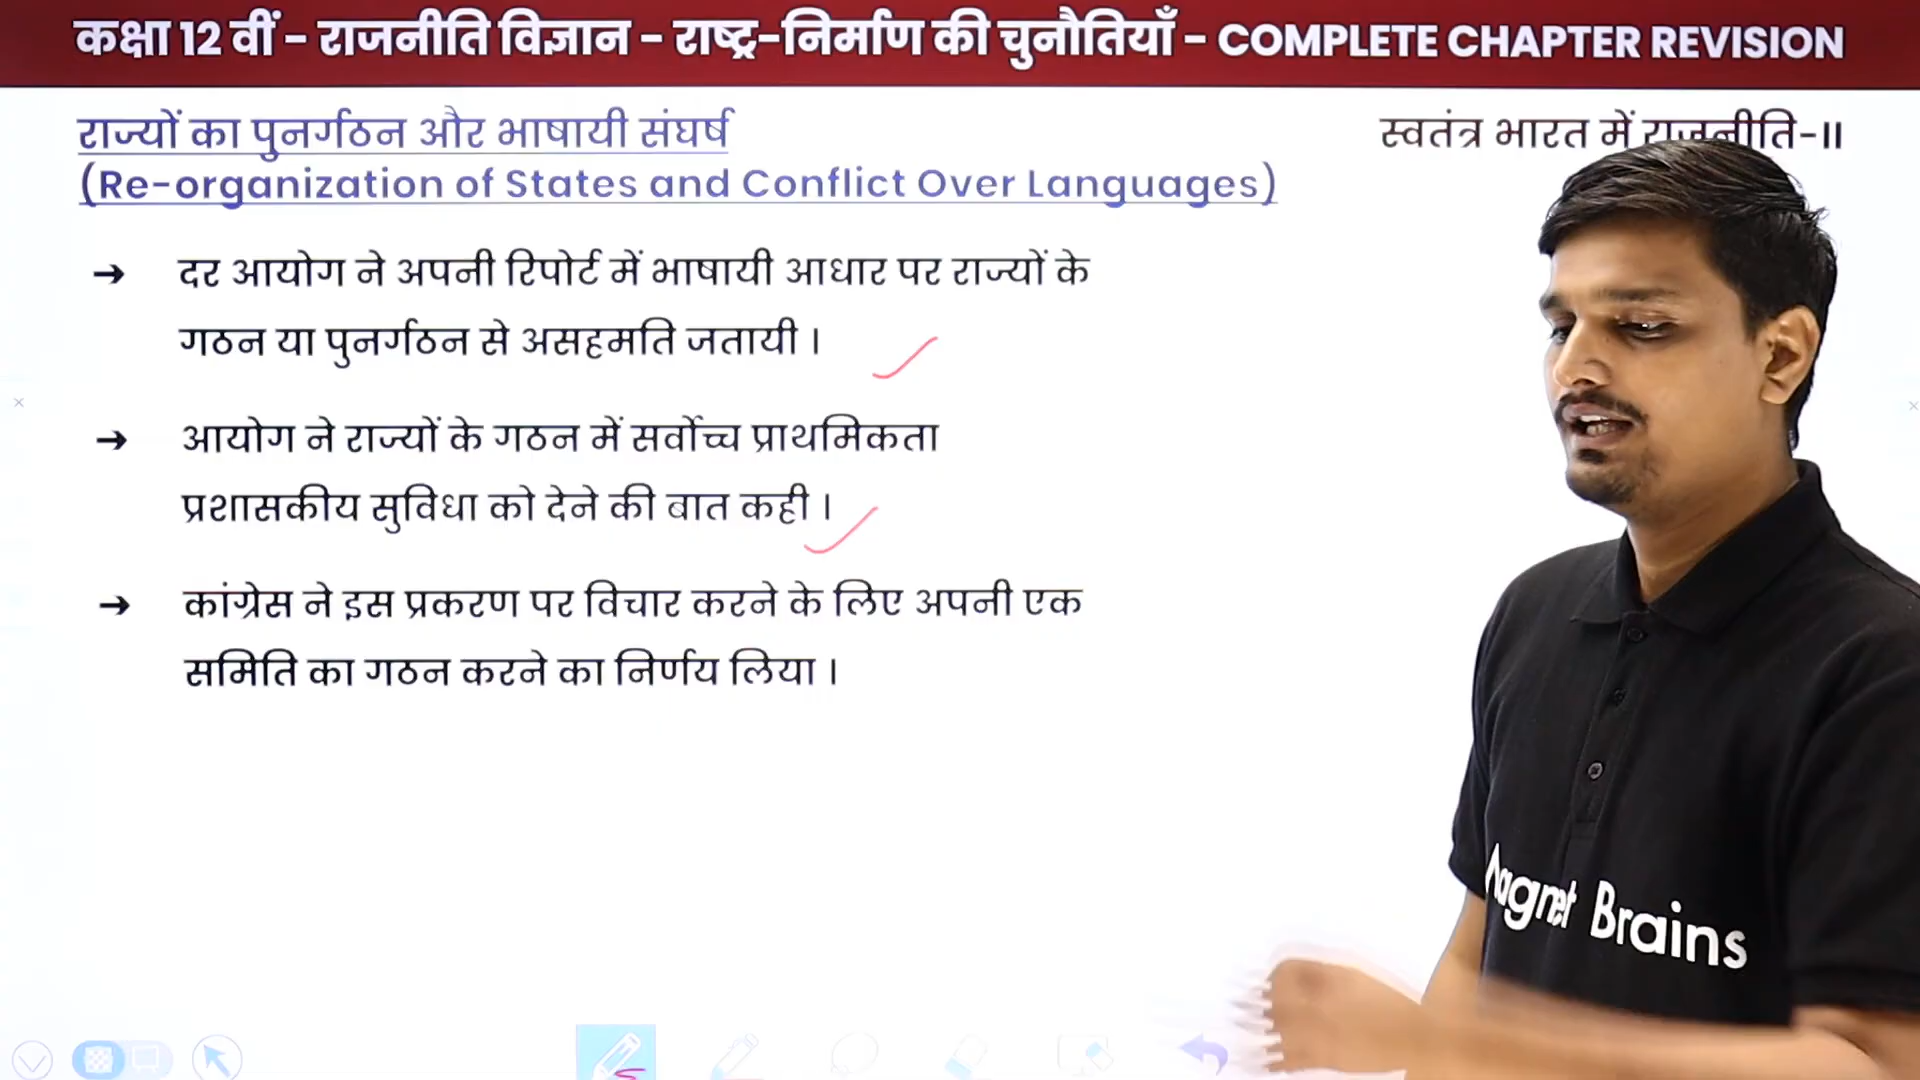 कक्षा 12 वीं - राजनीति विज्ञान - राष्ट्र-निर्माण की चुनौतियाँ - COMPLETE CHAPTER REVISION
राज्यों का पुनर्गठन और भाषायी संघर्ष
(Re-organization of States and Conflict Over Languages)
स्वतंत्र भारत में राजनीति-II
➔ दर आयोग ने अपनी रिपोर्ट में भाषायी आधार पर राज्यों के
गठन या पुनर्गठन से असहमति जतायी ।
➔ आयोग ने राज्यों के गठन में सर्वोच्च प्राथमिकता
प्रशासकीय सुविधा को देने की बात कही ।
➔ कांग्रेस ने इस प्रकरण पर विचार करने के लिए अपनी एक
समिति का गठन करने का निर्णय लिया ।
Magnet Brains